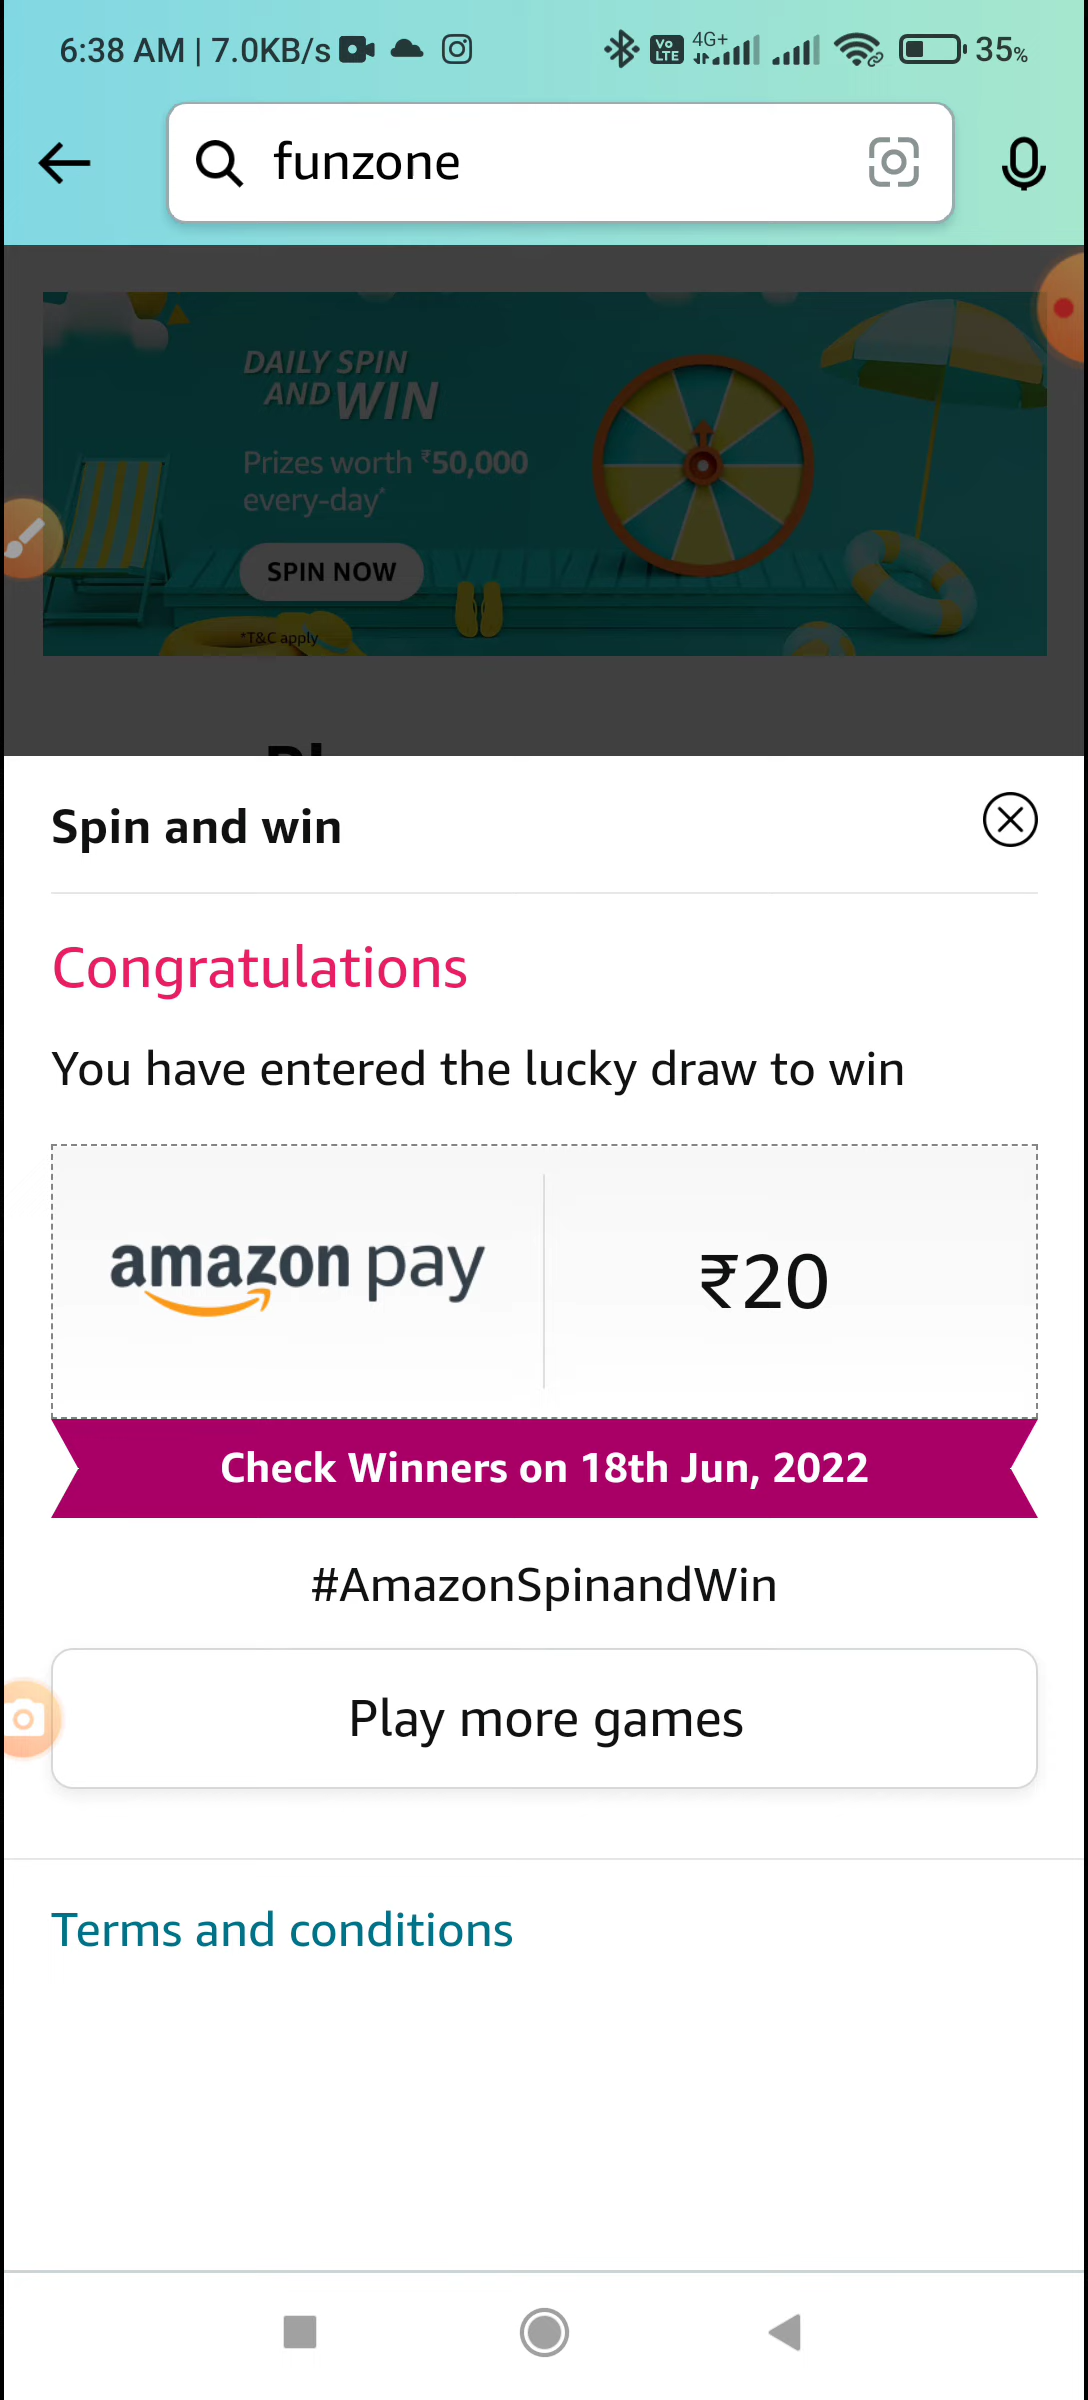 6:38 AM | 7.0KB/s Vo LTE 4G+ 35%
funzone
DAILY SPIN
AND WIN
Prizes worth ₹50,000
every-day*
SPIN NOW
*T&C apply
Spin and win
Congratulations
You have entered the lucky draw to win
amazon pay ₹20
Check Winners on 18th Jun, 2022
#AmazonSpinandWin
Play more games
Terms and conditions